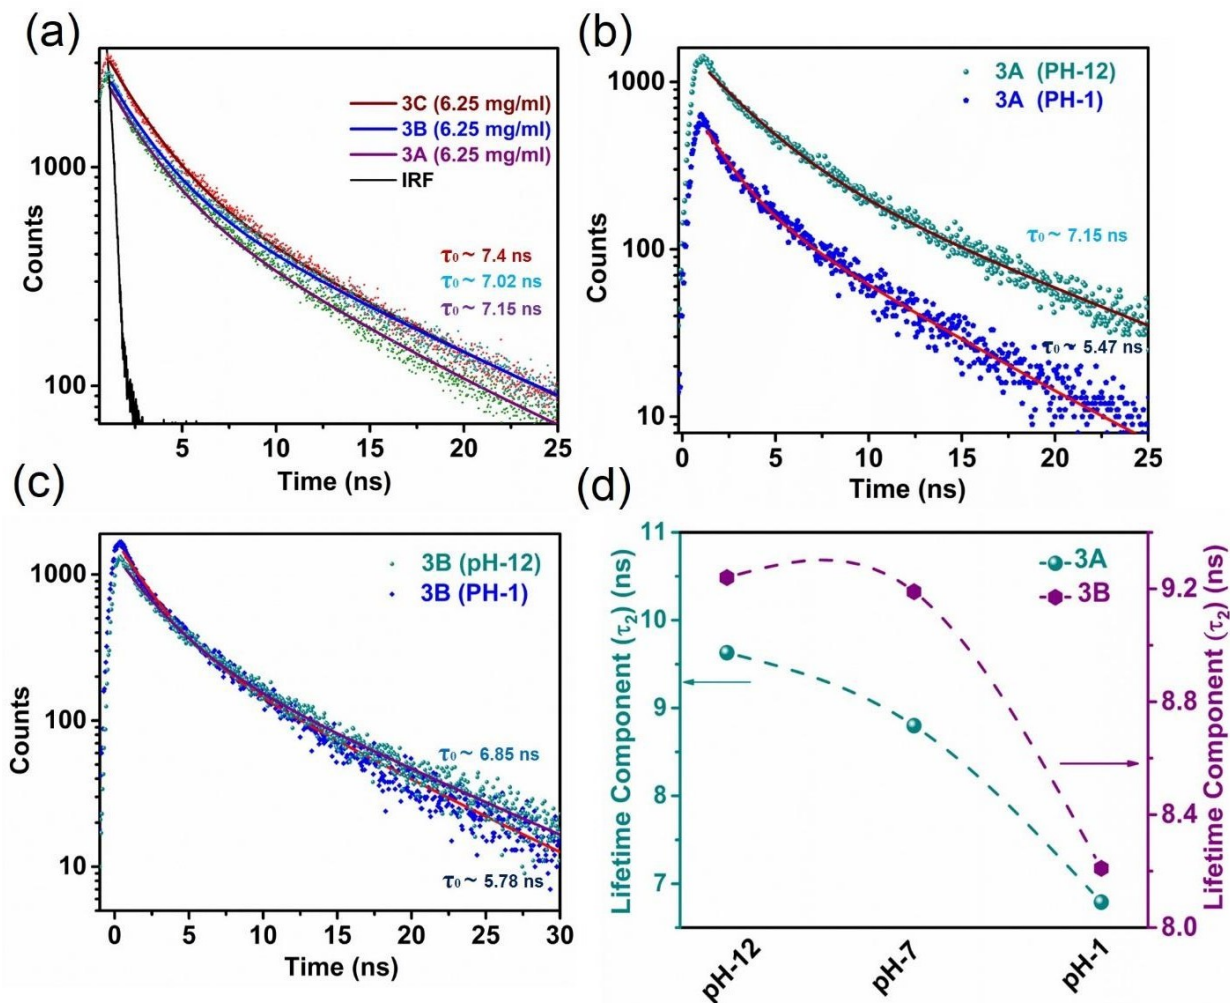 (a)
3C (6.25 mg/ml)
3B (6.25 mg/ml)
3A (6.25 mg/ml)
IRF
τ₀ ~ 7.4 ns
τ₀ ~ 7.02 ns
τ₀ ~ 7.15 ns
1000
100
Counts
5
10
15
20
25
Time (ns)
(b)
3A (PH-12)
3A (PH-1)
τ₀ ~ 7.15 ns
τ₀ ~ 5.47 ns
1000
100
10
Counts
0
5
10
15
20
25
Time (ns)
(c)
3B (pH-12)
3B (PH-1)
τ₀ ~ 6.85 ns
τ₀ ~ 5.78 ns
1000
100
10
Counts
0
5
10
15
20
25
30
Time (ns)
(d)
3A
3B
11
10
9
8
7
Lifetime Component (τ₂) (ns)
9.2
8.8
8.4
8.0
Lifetime Component (τ₂) (ns)
pH-12
pH-7
pH-1